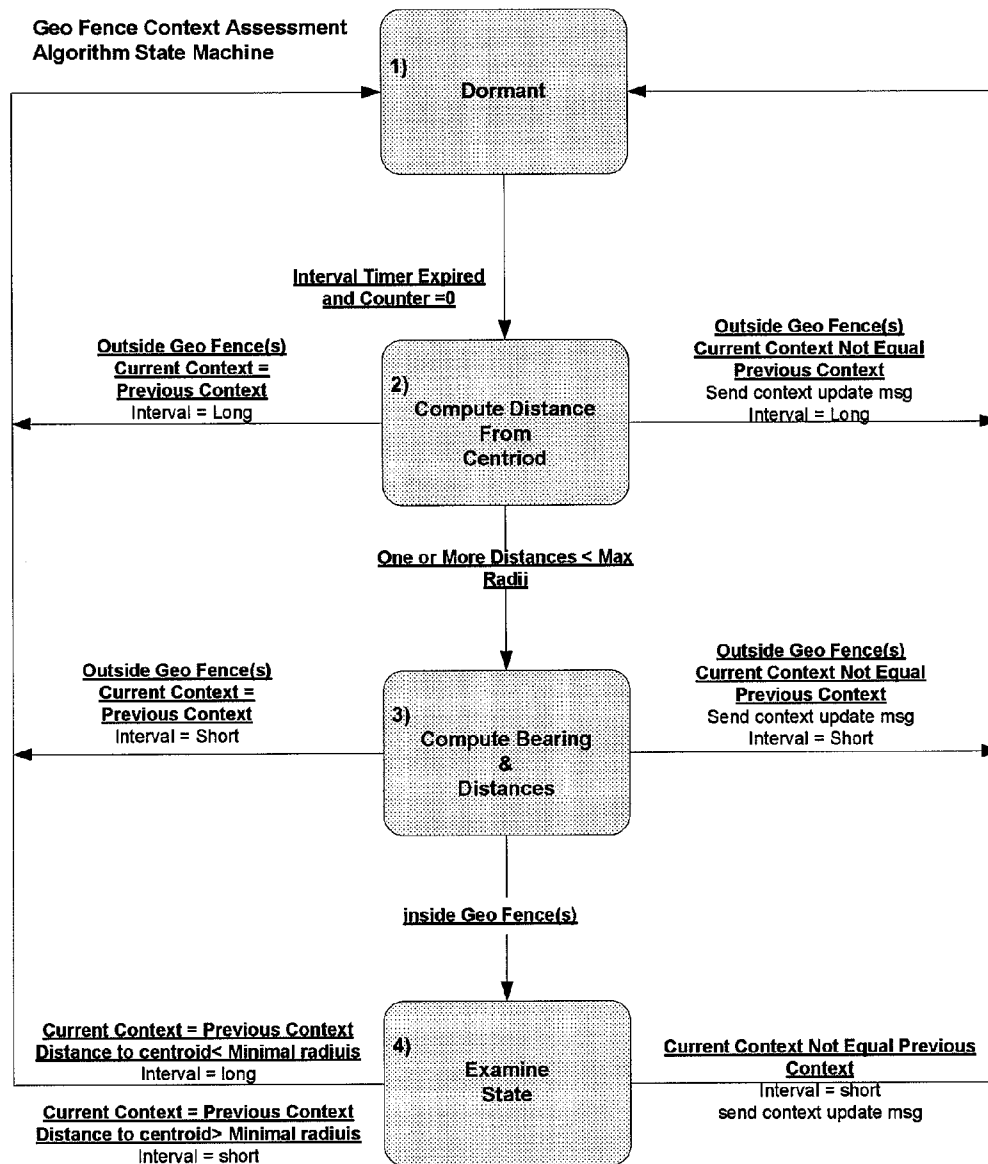 Geo Fence Context Assessment
Algorithm State Machine
1)
Dormant
Interval Timer Expired
and Counter =0
Outside Geo Fence(s)
Current Context =
Previous Context
Interval = Long
2)
Compute Distance
From
Centriod
Outside Geo Fence(s)
Current Context Not Equal
Previous Context
Send context update msg
Interval = Long
One or More Distances < Max
Radii
Outside Geo Fence(s)
Current Context =
Previous Context
Interval = Short
3)
Compute Bearing
&
Distances
Outside Geo Fence(s)
Current Context Not Equal
Previous Context
Send context update msg
Interval = Short
inside Geo Fence(s)
Current Context = Previous Context
Distance to centroid< Minimal radiuis
Interval = long
Current Context = Previous Context
Distance to centroid> Minimal radiuis
Interval = short
4)
Examine
State
Current Context Not Equal Previous
Context
Interval = short
send context update msg